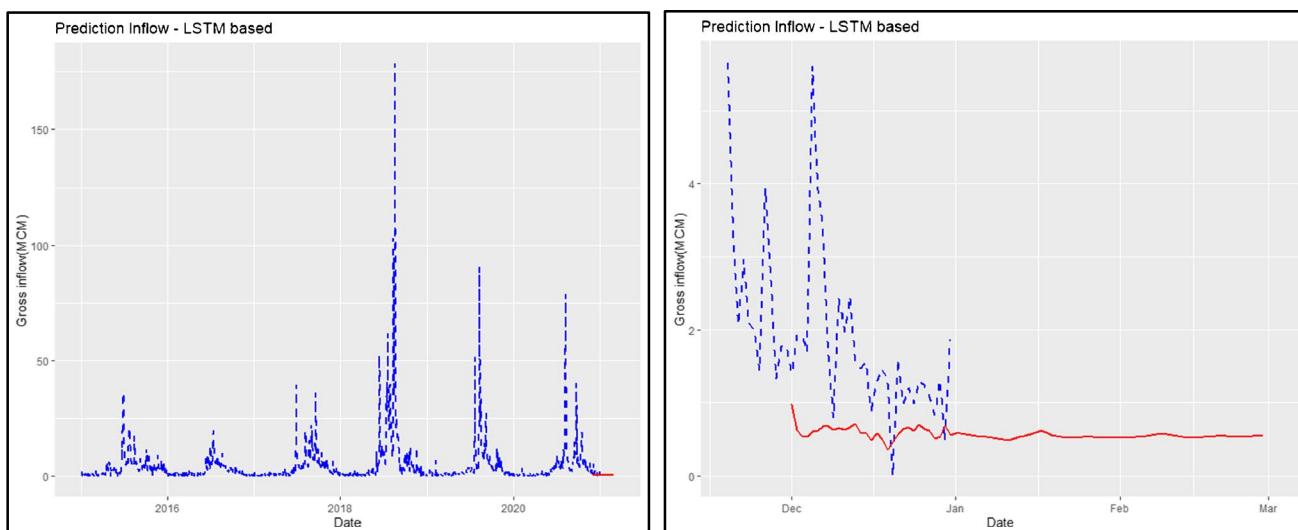 Prediction Inflow - LSTM based
150
100
50
0
Gross inflow(MCM)
2016
2018
2020
Date
Prediction Inflow - LSTM based
4
2
0
Gross inflow(MCM)
Dec
Jan
Feb
Mar
Date